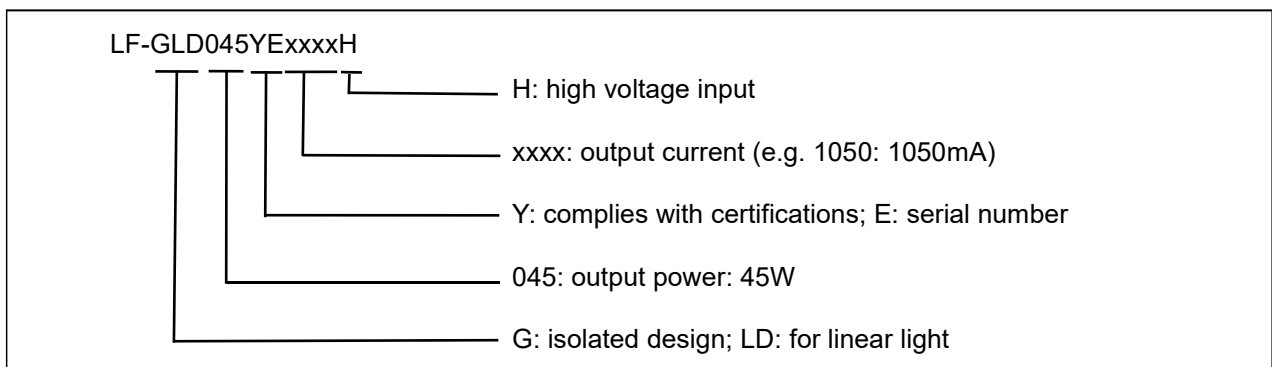 LF-GLD045YExxxxH
H: high voltage input
xxxx: output current (e.g. 1050: 1050mA)
Y: complies with certifications; E: serial number
045: output power: 45W
G: isolated design; LD: for linear light